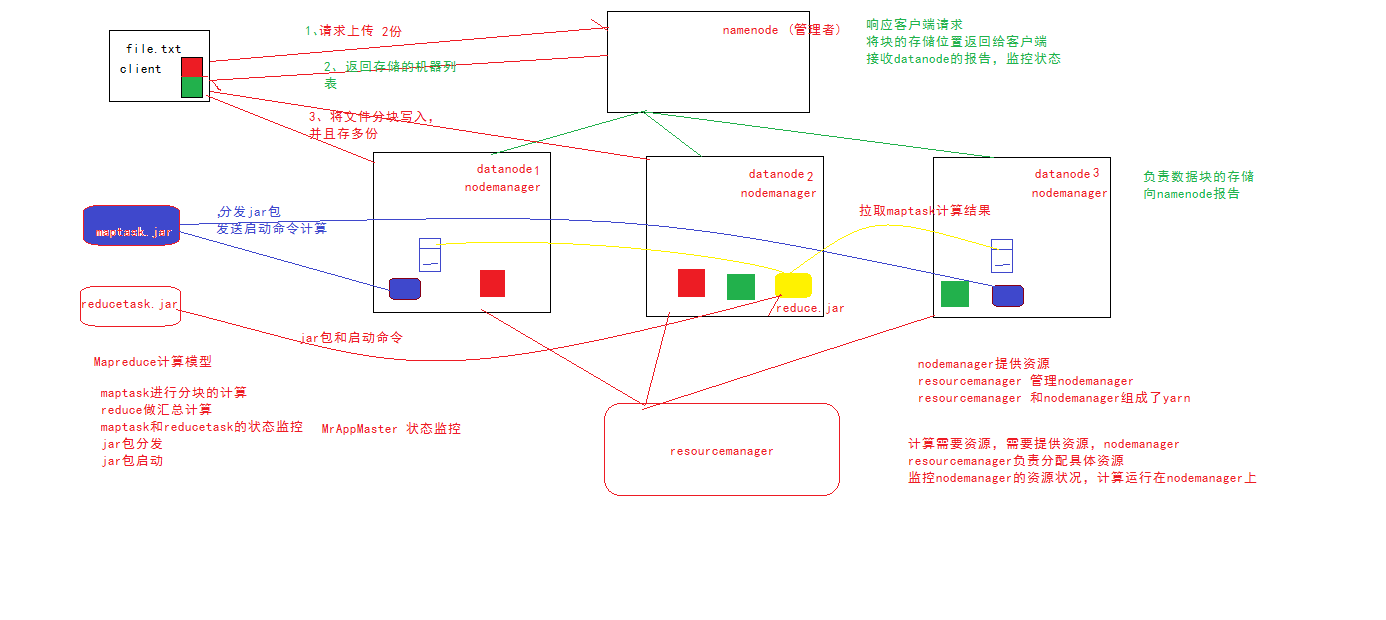 file.txt
client
1、请求上传 2份
2、返回存储的机器列
表
3、将文件分块写入,
并且存多份
namenode (管理者)
响应客户端请求
将块的存储位置返回给客户端
接收datanode的报告, 监控状态
datanode1
nodemanager
datanode2
nodemanager
datanode3
nodemanager
负责数据块的存储
向namenode报告
maptask.jar
分发jar包
发送启动命令计算
拉取maptask计算结果
reducetask.jar
reduce.jar
jar包和启动命令
Mapreduce计算模型
maptask进行分块的计算
reduce做汇总计算
maptask和reducetask的状态监控 MrAppMaster 状态监控
jar包分发
jar包启动
resourcemanager
nodemanager提供资源
resourcemanager 管理nodemanager
resourcemanager 和nodemanager组成了yarn
计算需要资源, 需要提供资源, nodemanager
resourcemanager负责分配具体资源
监控nodemanager的资源状况, 计算运行在nodemanager上